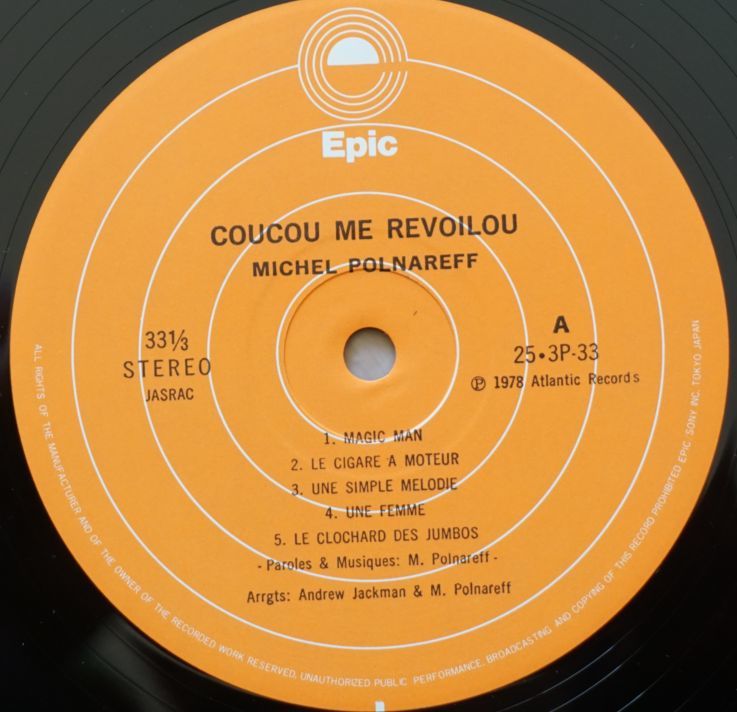 Epic
COUCOU ME REVOILOU
MICHEL POLNAREFF
33⅓
STEREO
JASRAC
A
25•3P-33
Ⓟ 1978 Atlantic Records
1. MAGIC MAN
2. LE CIGARE A MOTEUR
3. UNE SIMPLE MELODIE
4. UNE FEMME
5. LE CLOCHARD DES JUMBOS
- Paroles & Musiques: M. Polnareff -
Arrgts: Andrew Jackman & M. Polnareff
ALL RIGHTS OF THE MANUFACTURER AND OF THE OWNER OF THE RECORDED WORK RESERVED, UNAUTHORIZED PUBLIC PERFORMANCE, BROADCASTING AND COPYING OF THIS RECORD PROHIBITED EPIC/SONY INC. TOKYO JAPAN